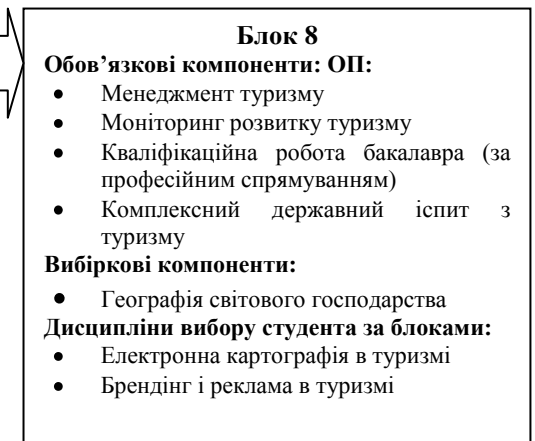 Блок 8
Обов’язкові компоненти: ОП:
• Менеджмент туризму
• Моніторинг розвитку туризму
• Кваліфікаційна робота бакалавра (за
професійним спрямуванням)
• Комплексний державний іспит з
туризму
Вибіркові компоненти:
• Географія світового господарства
Дисципліни вибору студента за блоками:
• Електронна картографія в туризмі
• Брендінг і реклама в туризмі